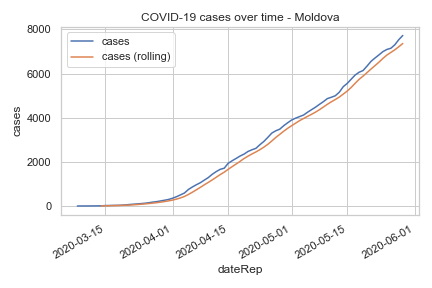 COVID-19 cases over time - Moldova
cases
cases (rolling)
8000
6000
4000
2000
0
cases
2020-03-15
2020-04-01
2020-04-15
2020-05-01
2020-05-15
2020-06-01
dateRep